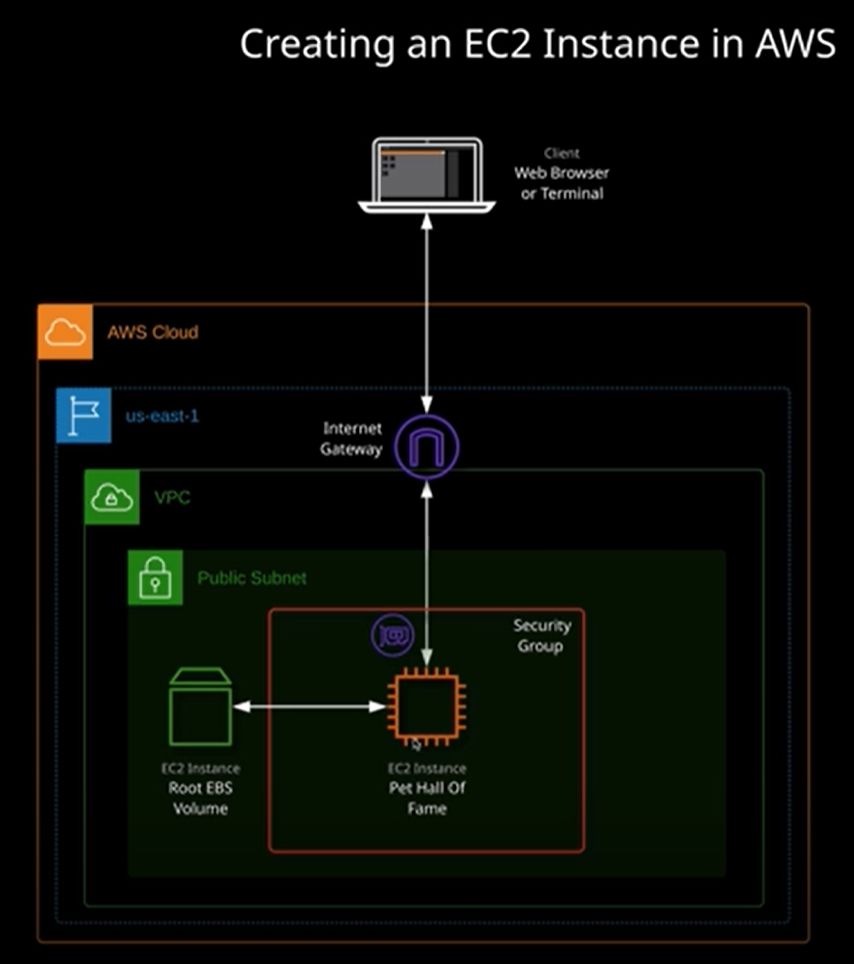 Creating an EC2 Instance in AWS
Client
Web Browser
or Terminal
AWS Cloud
us-east-1
Internet
Gateway
VPC
Public Subnet
Security
Group
EC2 Instance
Root EBS
Volume
EC2 Instance
Pet Hall Of
Fame